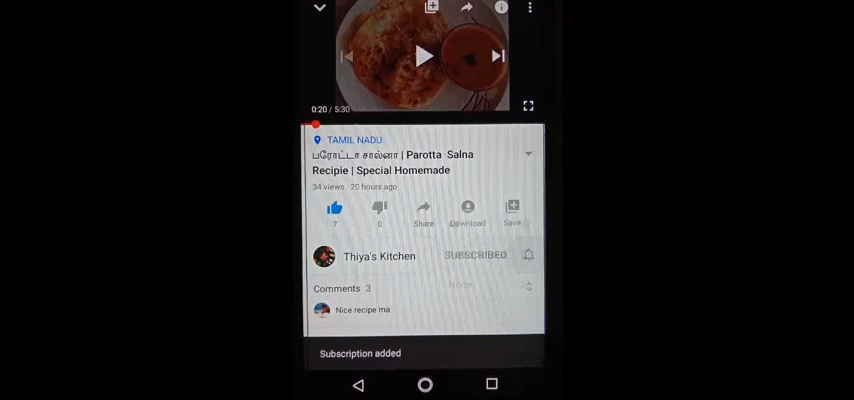 0:20 / 5:30
TAMIL NADU
பரோட்டா சால்னா | Parotta Salna
Recipie | Special Homemade
34 views · 20 hours ago
7
0
Share
Download
Save
Thiya's Kitchen
SUBSCRIBED
Comments 3
Nice recipe ma
Subscription added